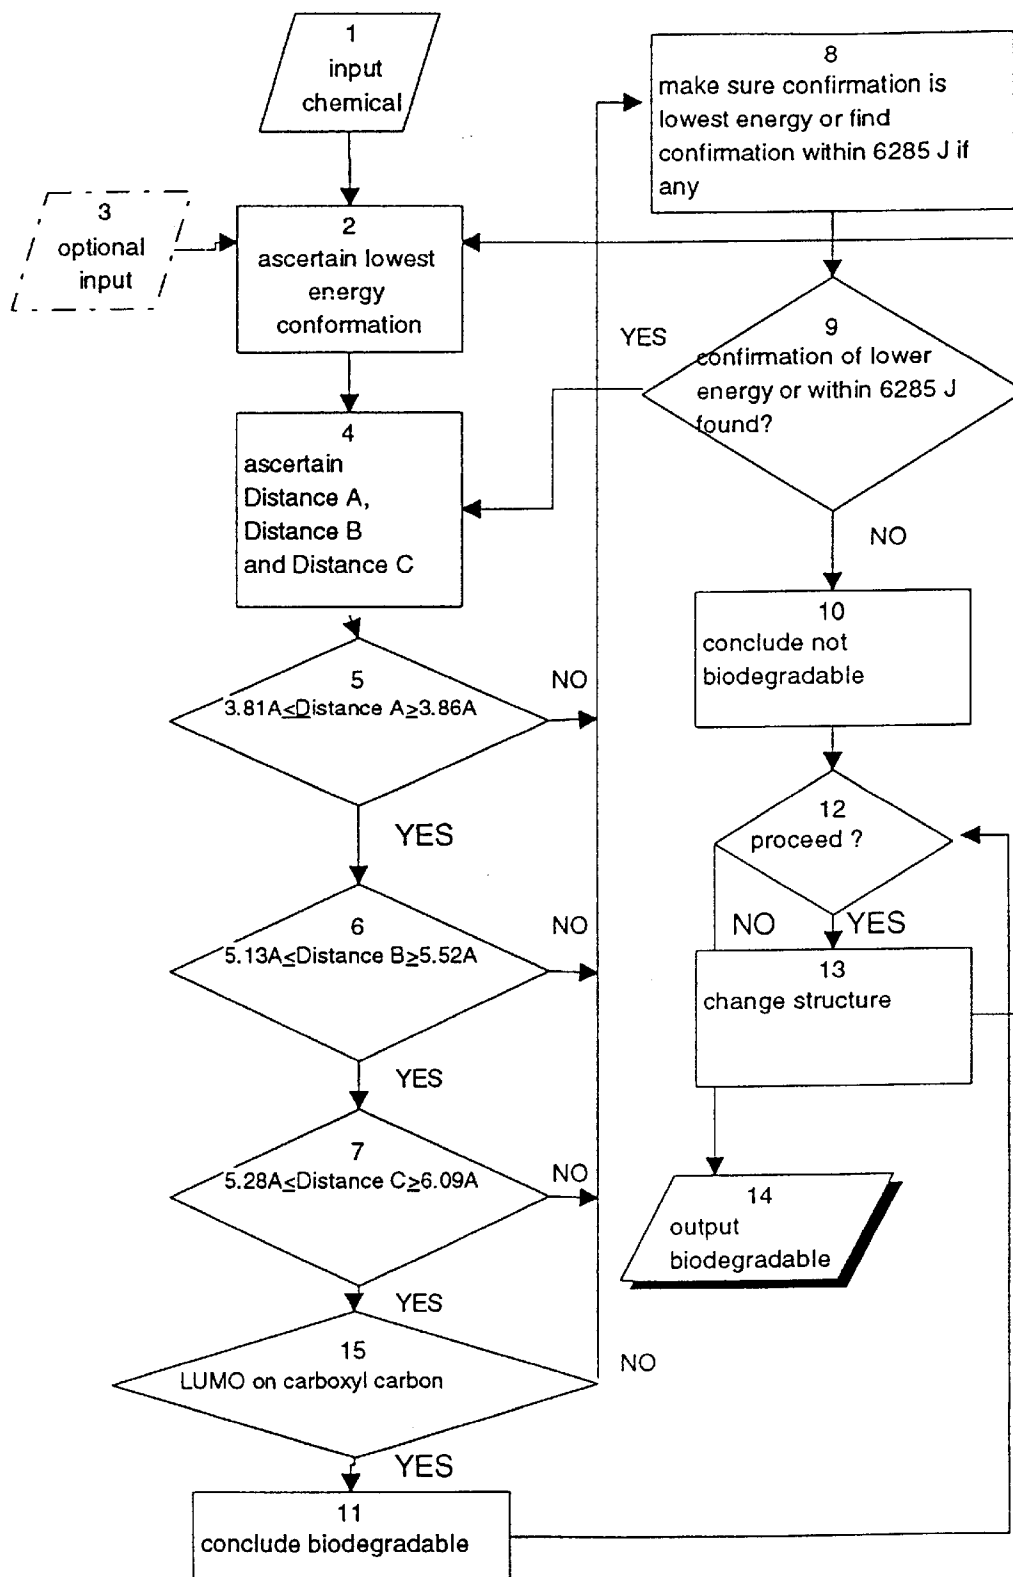 1
input
chemical
3
optional
input
2
ascertain lowest
energy
conformation
4
ascertain
Distance A,
Distance B
and Distance C
5
3.81A≤Distance A≥3.86A
NO
YES
6
5.13A≤Distance B≥5.52A
NO
YES
7
5.28A≤Distance C≥6.09A
NO
YES
15
LUMO on carboxyl carbon
NO
YES
11
conclude biodegradable
8
make sure confirmation is
lowest energy or find
confirmation within 6285 J if
any
YES
9
confirmation of lower
energy or within 6285 J
found?
NO
10
conclude not
biodegradable
12
proceed ?
NO
YES
13
change structure
14
output
biodegradable